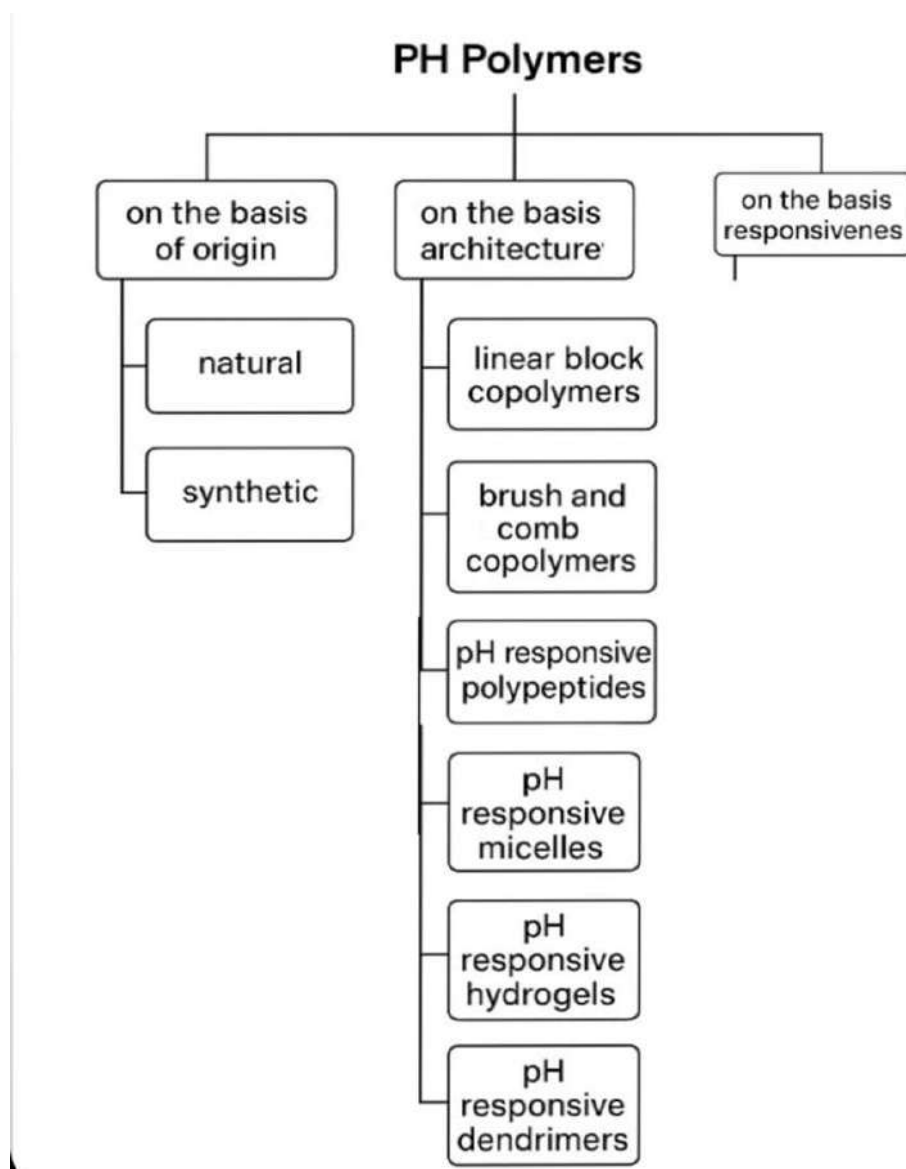 PH Polymers
on the basis
of origin
natural
synthetic
on the basis
architecture
linear block
copolymers
brush and
comb
copolymers
pH responsive
polypeptides
pH
responsive
micelles
pH
responsive
hydrogels
pH
responsive
dendrimers
on the basis
responsivenes